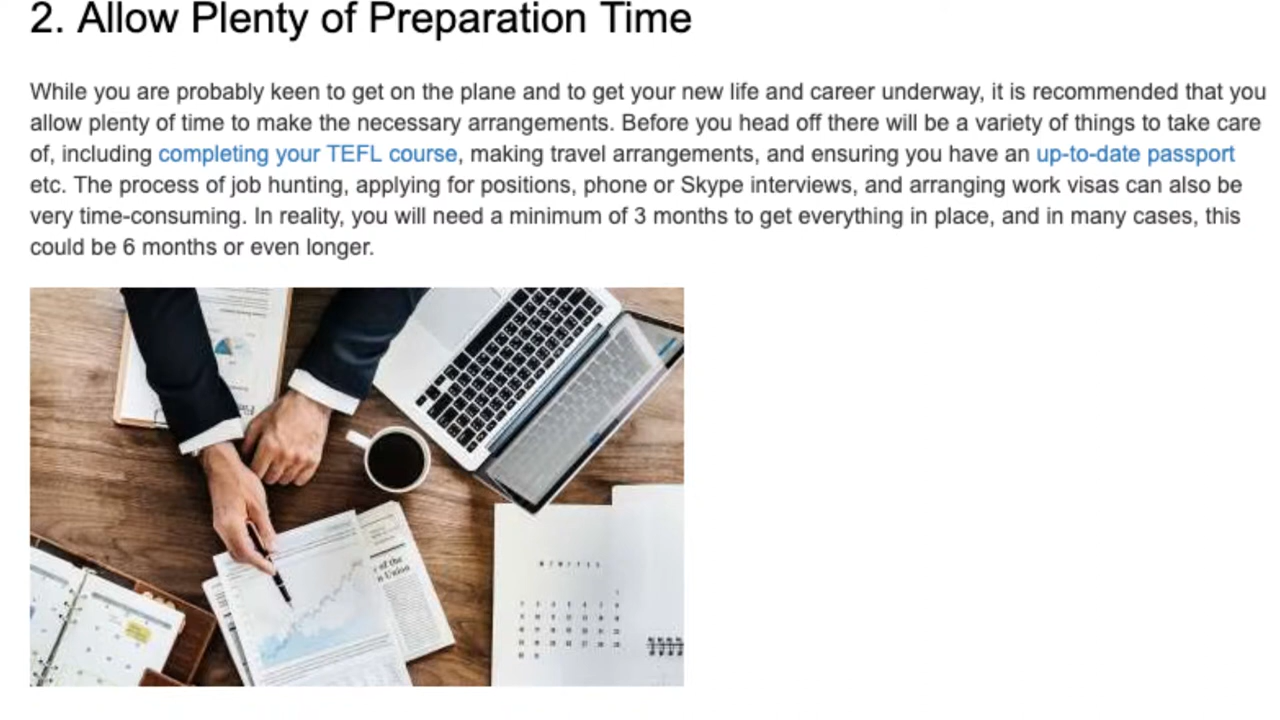 2. Allow Plenty of Preparation Time
While you are probably keen to get on the plane and to get your new life and career underway, it is recommended that you
allow plenty of time to make the necessary arrangements. Before you head off there will be a variety of things to take care
of, including completing your TEFL course, making travel arrangements, and ensuring you have an up-to-date passport
etc. The process of job hunting, applying for positions, phone or Skype interviews, and arranging work visas can also be
very time-consuming. In reality, you will need a minimum of 3 months to get everything in place, and in many cases, this
could be 6 months or even longer.
of the
Union